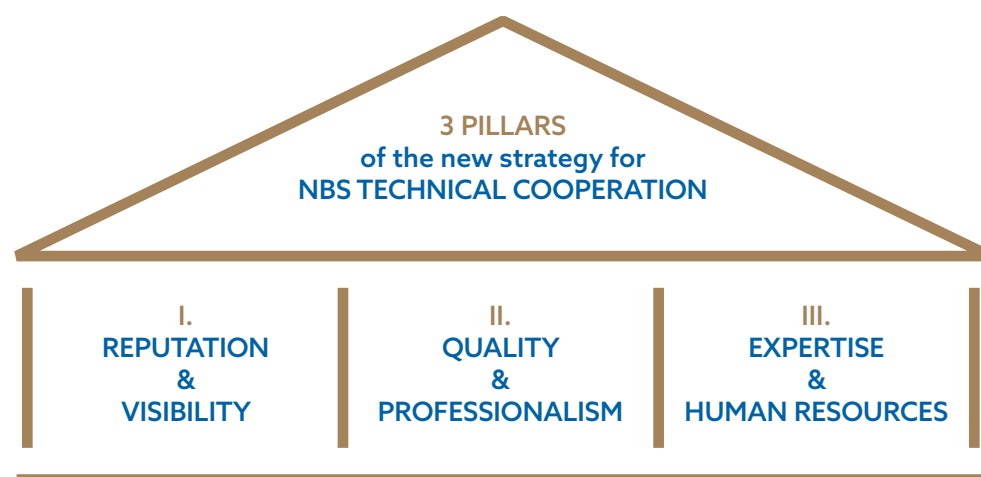 3 PILLARS
of the new strategy for
NBS TECHNICAL COOPERATION
I.
REPUTATION
&
VISIBILITY
II.
QUALITY
&
PROFESSIONALISM
III.
EXPERTISE
&
HUMAN RESOURCES